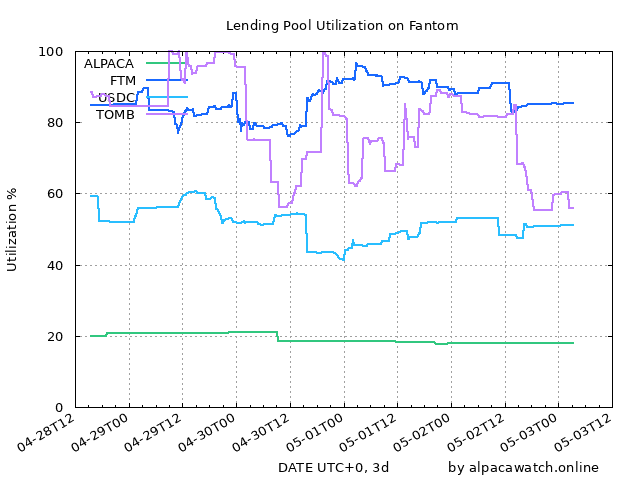 Lending Pool Utilization on Fantom
ALPACA
FTM
USDC
TOMB
Utilization %
100
80
60
40
20
0
04-28T12
04-29T00
04-29T12
04-30T00
04-30T12
05-01T00
05-01T12
05-02T00
05-02T12
05-03T00
05-03T12
DATE UTC+0, 3d
by alpacawatch.online